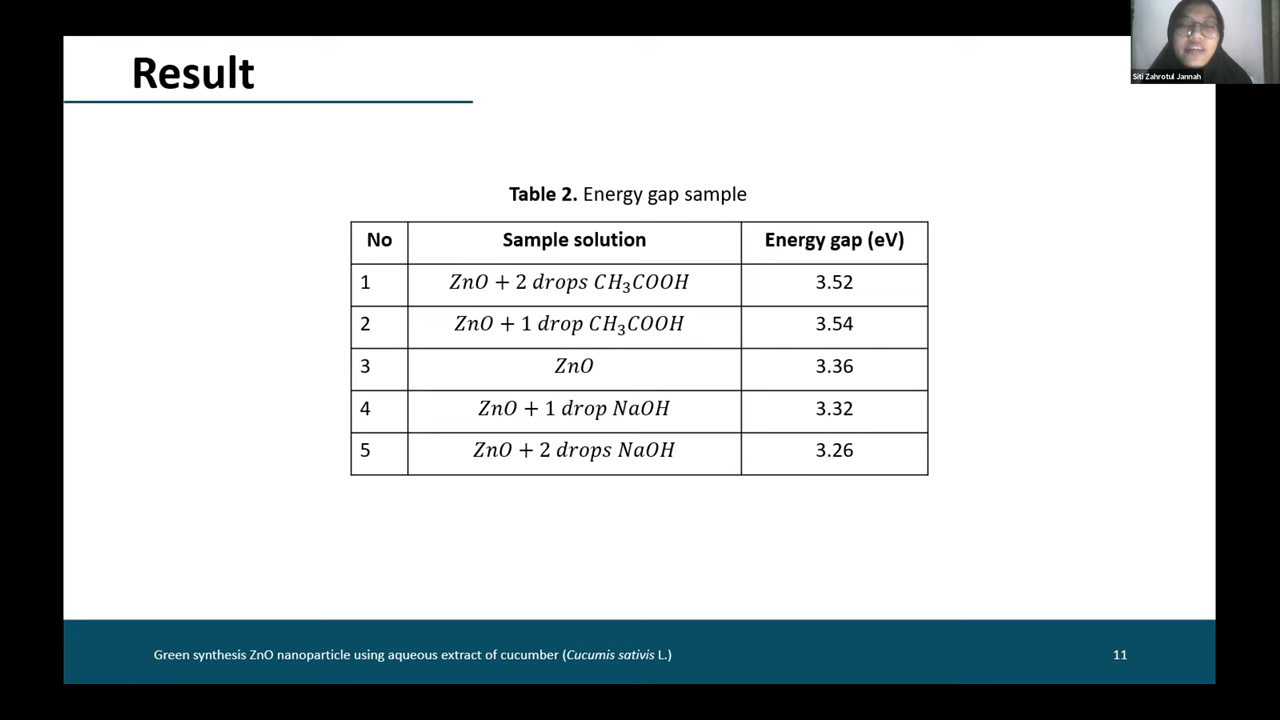 Result
Siti Zahrotul Jannah
Table 2. Energy gap sample
No Sample solution Energy gap (eV)
1 ZnO + 2 drops CH₃COOH 3.52
2 ZnO + 1 drop CH₃COOH 3.54
3 ZnO 3.36
4 ZnO + 1 drop NaOH 3.32
5 ZnO + 2 drops NaOH 3.26
Green synthesis ZnO nanoparticle using aqueous extract of cucumber (Cucumis sativis L.) 11